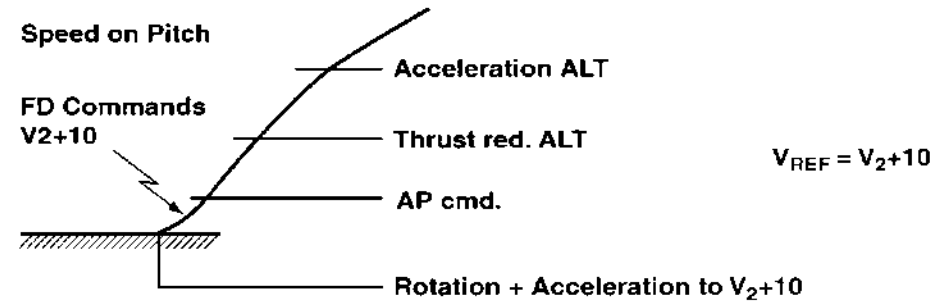 Speed on Pitch
Acceleration ALT
FD Commands
V2+10
Thrust red. ALT
V_REF = V₂+10
AP cmd.
Rotation + Acceleration to V₂+10